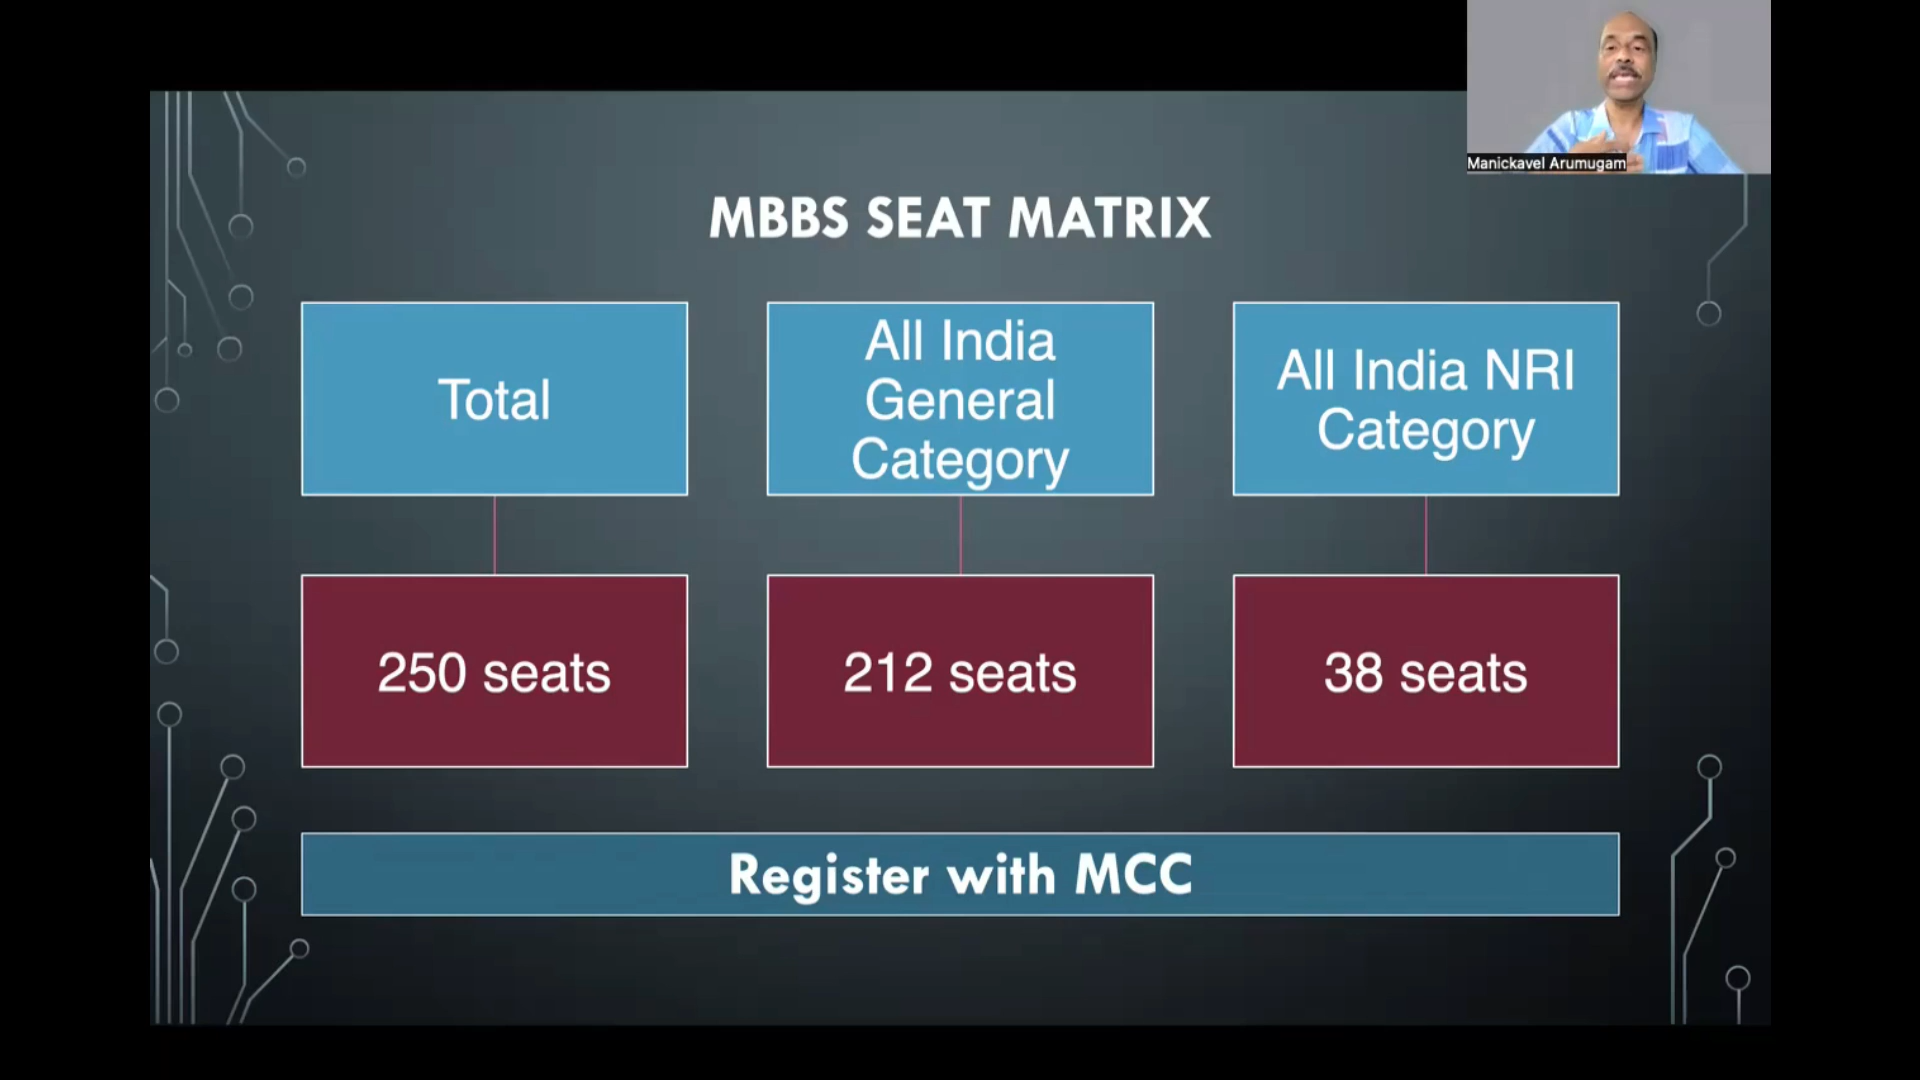 Manickavel Arumugam
MBBS SEAT MATRIX
Total
All India
General
Category
All India NRI
Category
250 seats
212 seats
38 seats
Register with MCC